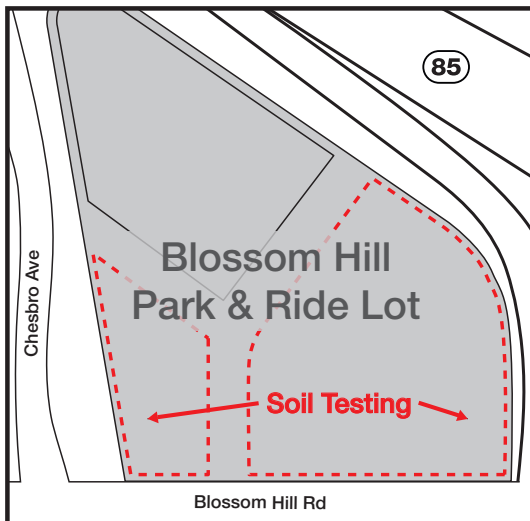 85
Blossom Hill
Park & Ride Lot
Chesbro Ave
Soil Testing
Blossom Hill Rd